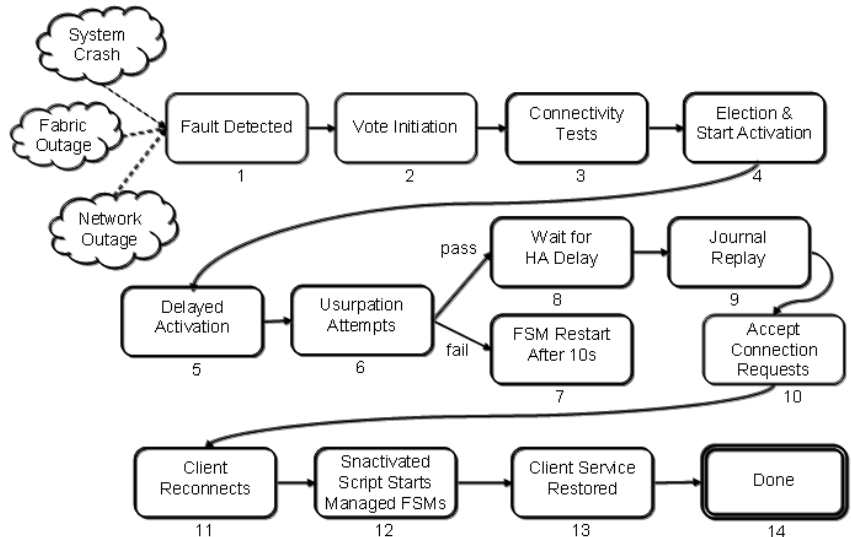 System
Crash
Fabric
Outage
Network
Outage
Fault Detected
1
Vote Initiation
2
Connectivity
Tests
3
Election &
Start Activation
4
Delayed
Activation
5
Usurpation
Attempts
6
pass
fail
Wait for
HA Delay
8
Journal
Replay
9
FSM Restart
After 10s
7
Accept
Connection
Requests
10
Client
Reconnects
11
Snactivated
Script Starts
Managed FSMs
12
Client Service
Restored
13
Done
14